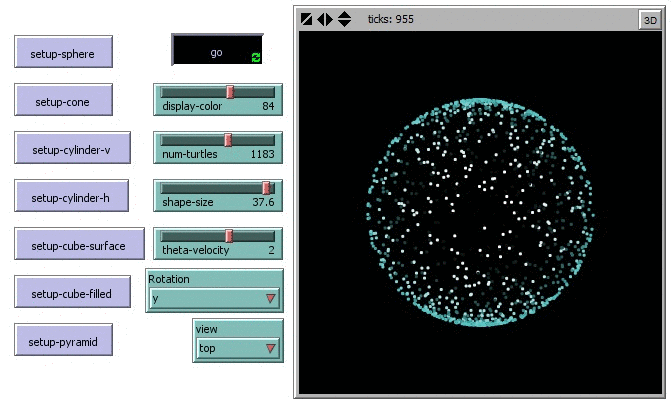 setup-sphere
setup-cone
setup-cylinder-v
setup-cylinder-h
setup-cube-surface
setup-cube-filled
setup-pyramid
go
display-color 84
num-turtles 1183
shape-size 37.6
theta-velocity 2
Rotation
y
view
top
ticks: 955
3D